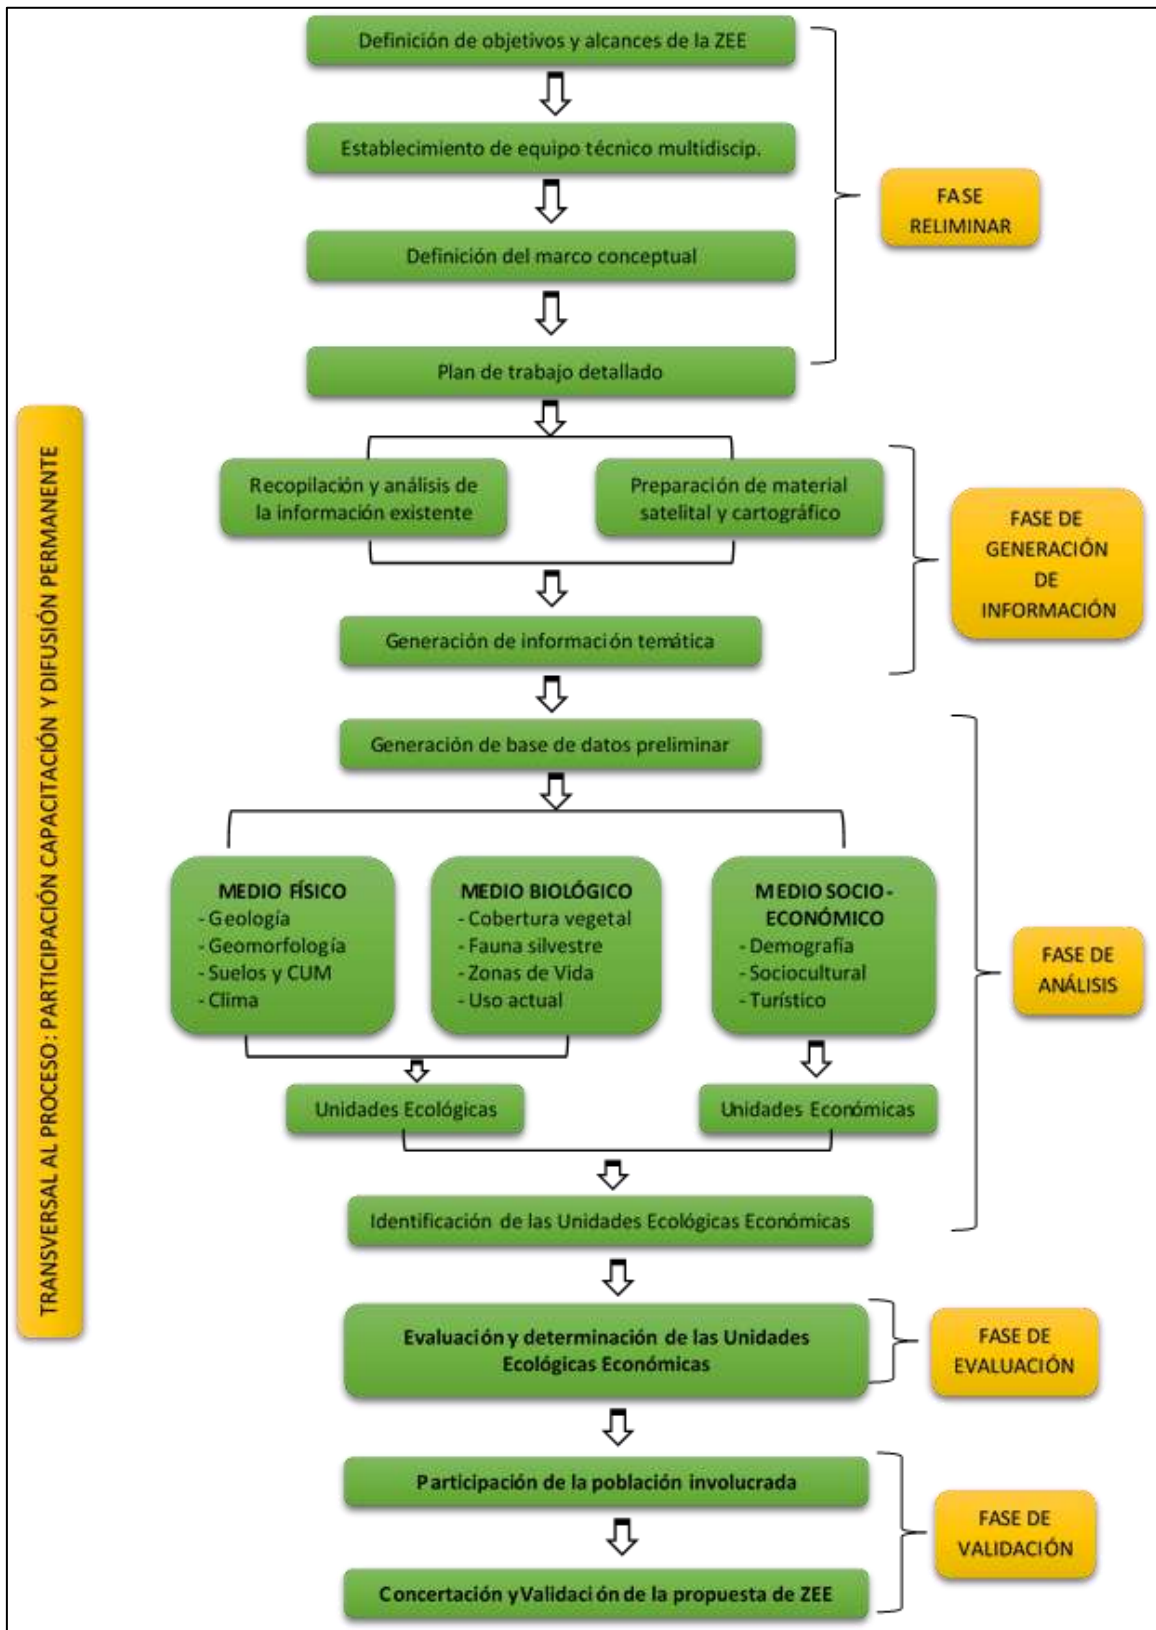 Definición de objetivos y alcances de la ZEE
Establecimiento de equipo técnico multidiscip.
Definición del marco conceptual
Plan de trabajo detallado
FASE
RELIMINAR
TRANSVERSAL AL PROCESO: PARTICIPACIÓN CAPACITACIÓN Y DIFUSIÓN PERMANENTE
Recopilación y análisis de
la información existente
Preparación de material
satelital y cartográfico
Generación de información temática
FASE DE
GENERACIÓN
DE
INFORMACIÓN
Generación de base de datos preliminar
MEDIO FÍSICO
- Geología
- Geomorfología
- Suelos y CUM
- Clima
MEDIO BIOLÓGICO
- Cobertura vegetal
- Fauna silvestre
- Zonas de Vida
- Uso actual
MEDIO SOCIO-
ECONÓMICO
- Demografía
- Sociocultural
- Turístico
Unidades Ecológicas
Unidades Económicas
Identificación de las Unidades Ecológicas Económicas
FASE DE
ANÁLISIS
Evaluación y determinación de las Unidades
Ecológicas Económicas
FASE DE
EVALUACIÓN
Participación de la población involucrada
Concertación y Validación de la propuesta de ZEE
FASE DE
VALIDACIÓN